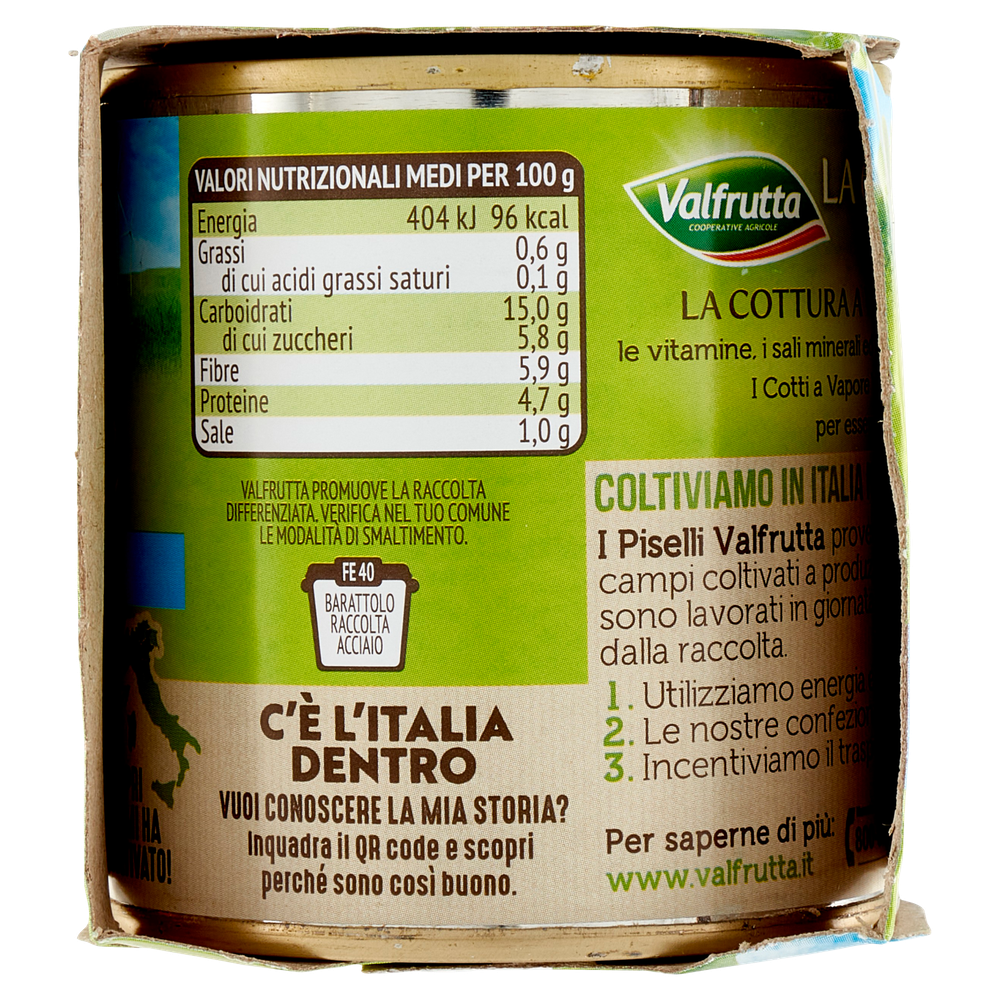 VALORI NUTRIZIONALI MEDI PER 100 g
Energia 404 kJ 96 kcal
Grassi 0,6 g
di cui acidi grassi saturi 0,1 g
Carboidrati 15,0 g
di cui zuccheri 5,8 g
Fibre 5,9 g
Proteine 4,7 g
Sale 1,0 g
VALFRUTTA PROMUOVE LA RACCOLTA
DIFFERENZIATA. VERIFICA NEL TUO COMUNE
LE MODALITÀ DI SMALTIMENTO.
FE 40
BARATTOLO
RACCOLTA
ACCIAIO
C'È L'ITALIA
DENTRO
VUOI CONOSCERE LA MIA STORIA?
Inquadra il QR code e scopri
perché sono così buono.
HA
Valfrutta
COOPERATIVE AGRICOLE
LA
LA COTTURA A
le vitamine, i sali minerali
I Cotti a Vapore
per
COLTIVIAMO IN ITALIA
I Piselli Valfrutta
campi coltivati a
sono lavorati in
dalla raccolta.
1. Utilizziamo energia
2. Le nostre
3. Incentiviamo il
Per saperne di più:
www.valfrutta.it